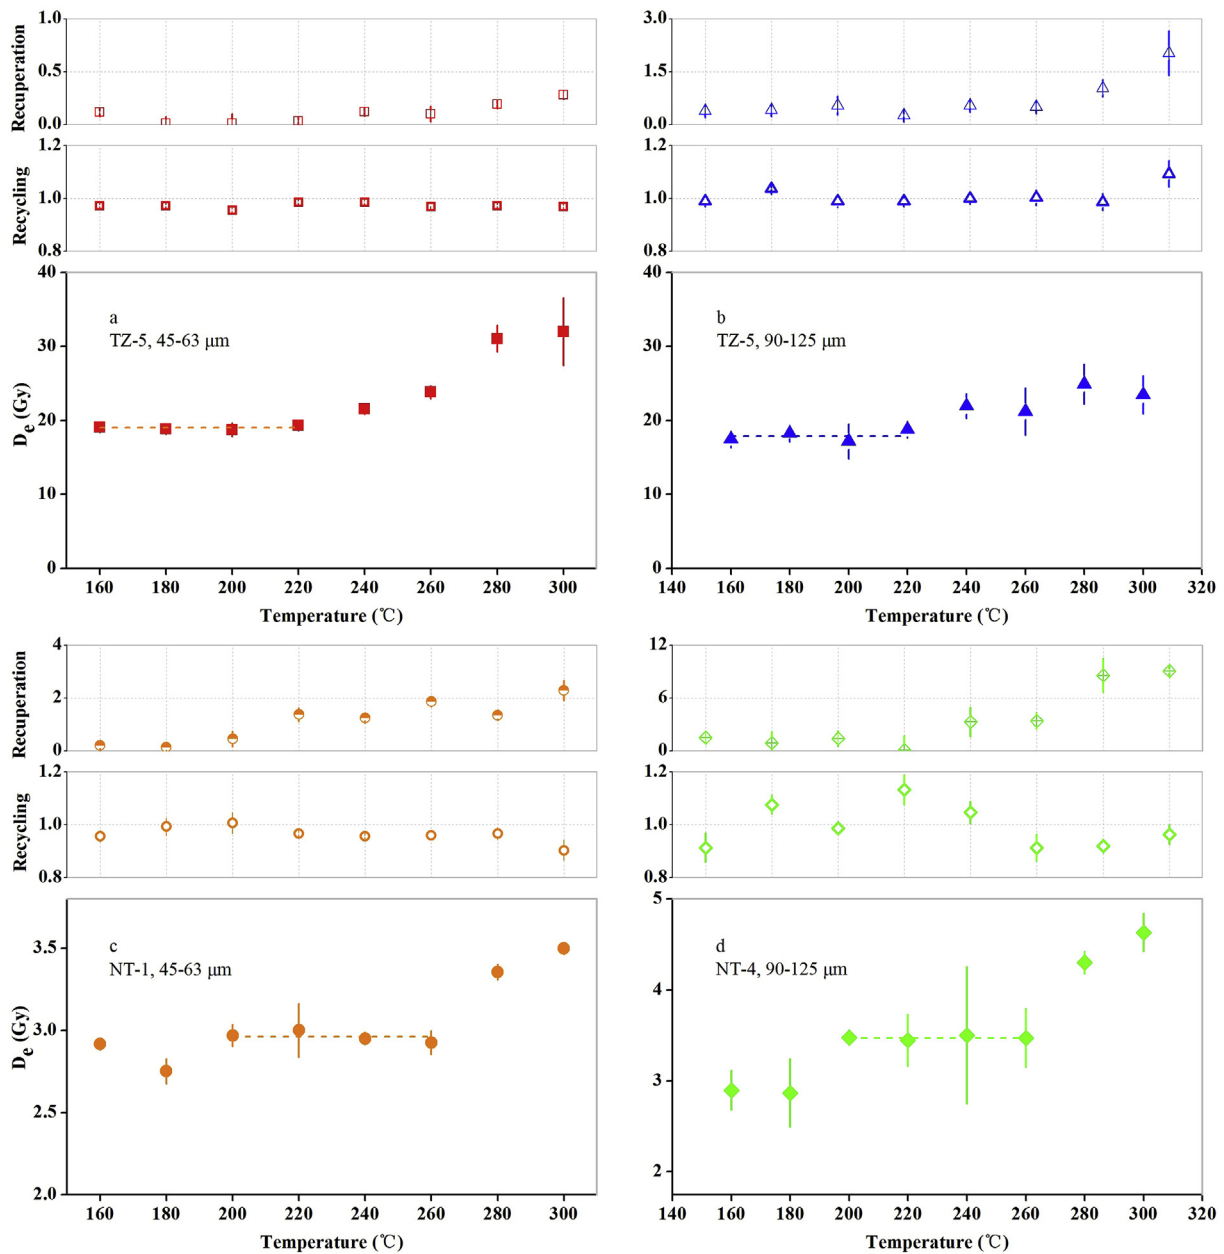 Recuperation
1.0
0.5
0.0
Recycling
1.2
1.0
0.8
D_e (Gy)
40
30
20
10
0
a
TZ-5, 45-63 μm
160 180 200 220 240 260 280 300
Temperature (℃)
3.0
1.5
0.0
1.2
1.0
0.8
40
30
20
10
0
b
TZ-5, 90-125 μm
140 160 180 200 220 240 260 280 300 320
Temperature (℃)
Recuperation
4
2
0
Recycling
1.2
1.0
0.8
D_e (Gy)
3.5
3.0
2.5
2.0
c
NT-1, 45-63 μm
160 180 200 220 240 260 280 300
Temperature (℃)
12
6
0
1.2
1.0
0.8
5
4
3
2
d
NT-4, 90-125 μm
140 160 180 200 220 240 260 280 300 320
Temperature (℃)